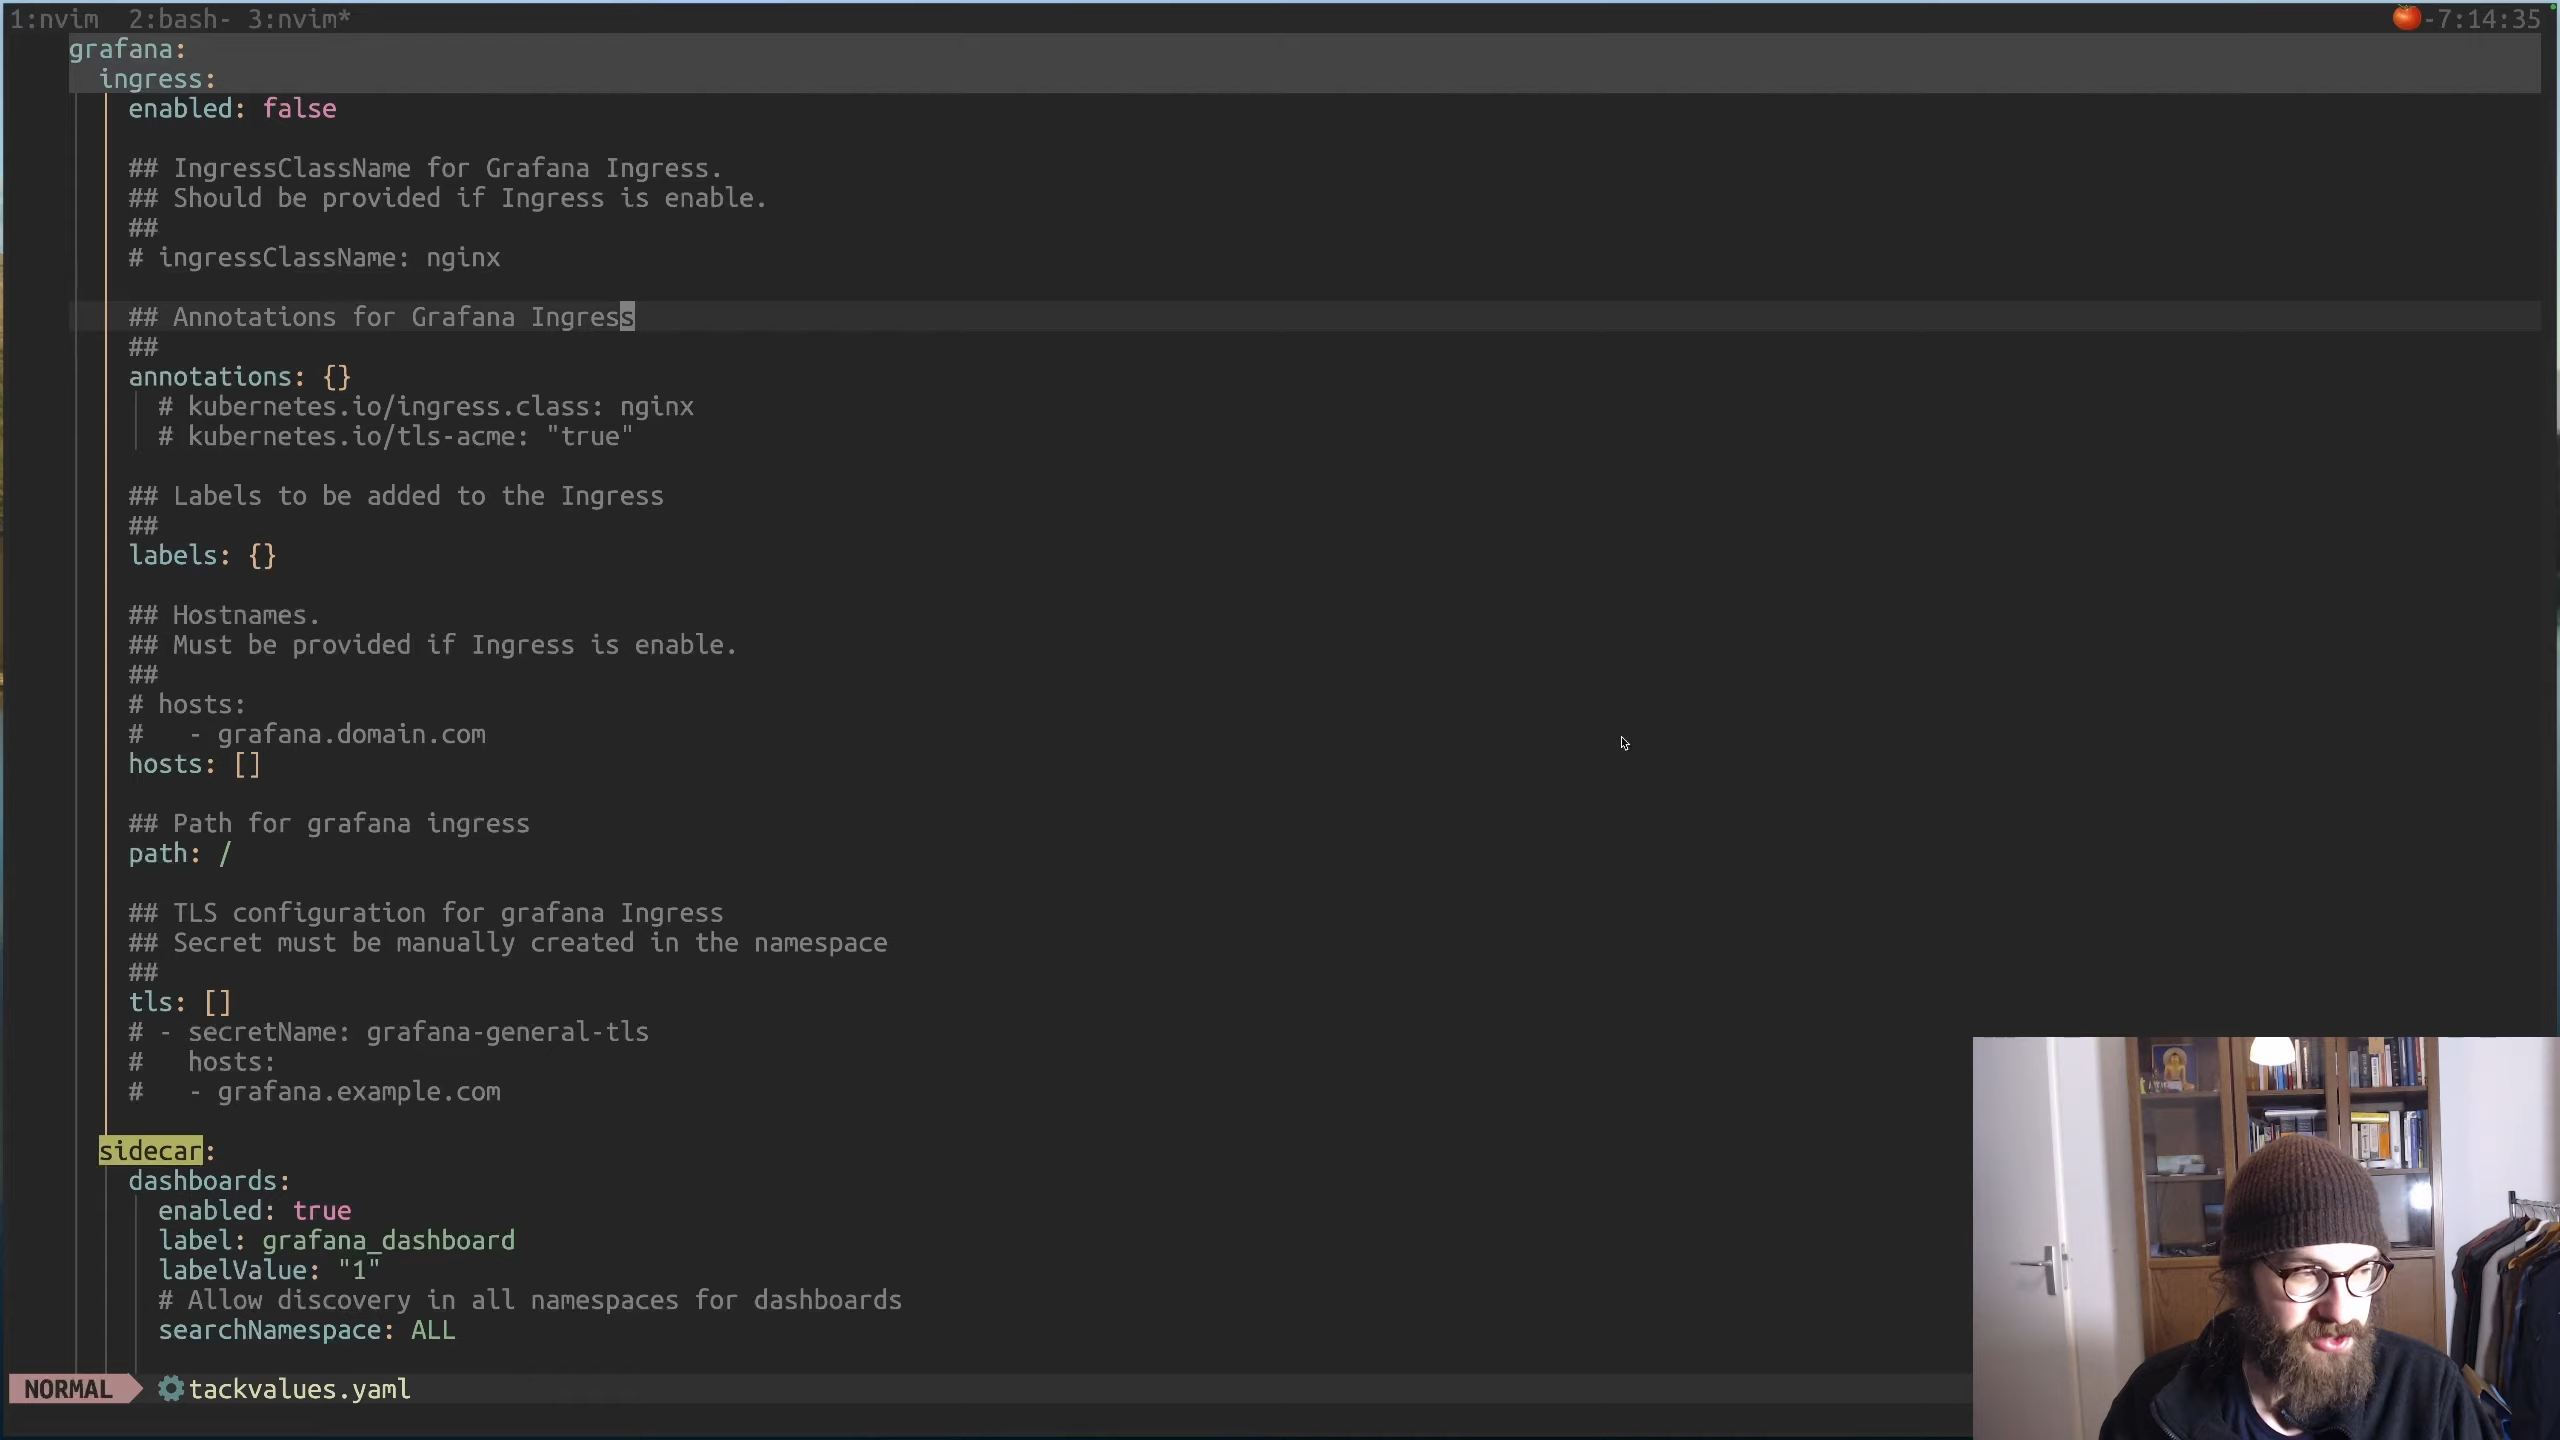 1:nvim  2:bash- 3:nvim*
-7:14:35
grafana:
  ingress:
    enabled: false
    ## IngressClassName for Grafana Ingress.
    ## Should be provided if Ingress is enable.
    ##
    # ingressClassName: nginx
    ## Annotations for Grafana Ingress
    ##
    annotations: {}
      # kubernetes.io/ingress.class: nginx
      # kubernetes.io/tls-acme: "true"
    ## Labels to be added to the Ingress
    ##
    labels: {}
    ## Hostnames.
    ## Must be provided if Ingress is enable.
    ##
    # hosts:
    #   - grafana.domain.com
    hosts: []
    ## Path for grafana ingress
    path: /
    ## TLS configuration for grafana Ingress
    ## Secret must be manually created in the namespace
    ##
    tls: []
    # - secretName: grafana-general-tls
    #   hosts:
    #   - grafana.example.com
  sidecar:
    dashboards:
      enabled: true
      label: grafana_dashboard
      labelValue: "1"
      # Allow discovery in all namespaces for dashboards
      searchNamespace: ALL
NORMAL tackvalues.yaml